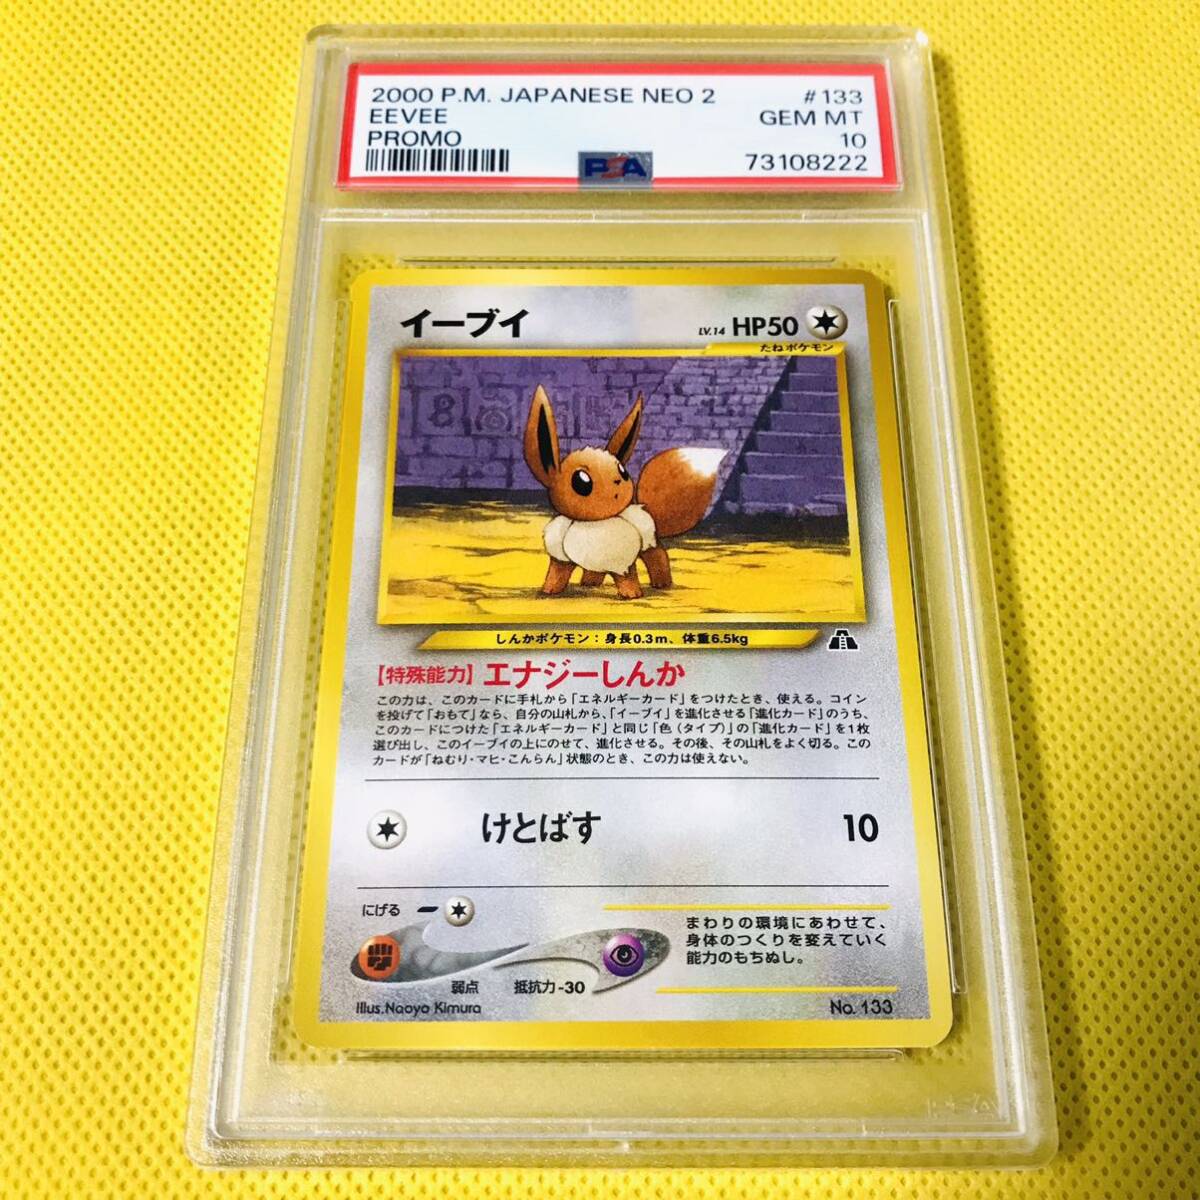 2000 P.M. JAPANESE NEO 2 #133
EEVEE GEM MT
PROMO 10
PSA 73108222
イーブイ LV.14 HP50
たねポケモン
8
しんかポケモン：身長0.3m、体重6.5kg
【特殊能力】エナジーしんか
この力は、このカードに手札から「エネルギーカード」をつけたとき、使える。コイン
を投げて「おもて」なら、自分の山札から、「イーブイ」を進化させる「進化カード」のうち、
このカードにつけた「エネルギーカード」と同じ「色（タイプ）」の「進化カード」を1枚
選び出し、このイーブイの上にのせて、進化させる。その後、その山札をよく切る。この
カードが「ねむり・マヒ・こんらん」状態のとき、この力は使えない。
けとばす 10
にげる
弱点
抵抗力-30
まわりの環境にあわせて、
身体のつくりを変えていく
能力のもちぬし。
Illus.Naoyo Kimura
No. 133